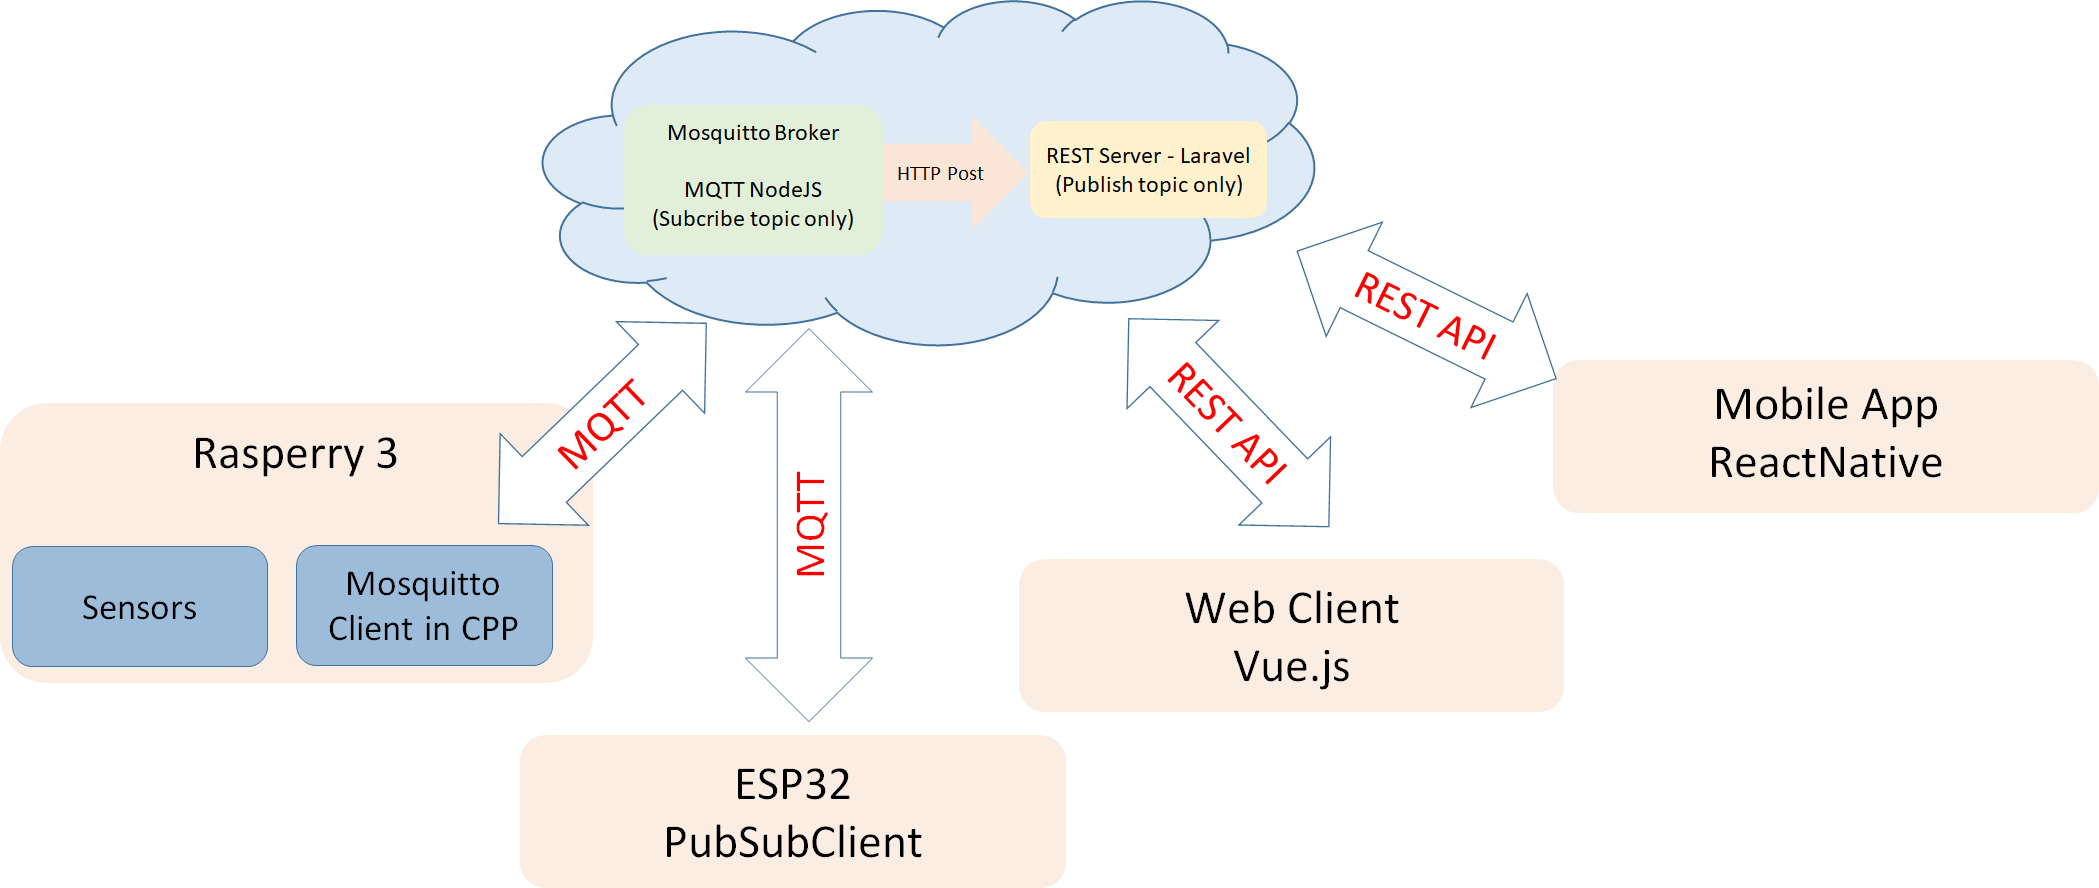 Mosquitto Broker
MQTT NodeJS
(Subcribe topic only)
HTTP Post
REST Server - Laravel
(Publish topic only)
REST API
REST API
MQTT
MQTT
Mobile App
ReactNative
Rasperry 3
Sensors
Mosquitto
Client in CPP
Web Client
Vue.js
ESP32
PubSubClient